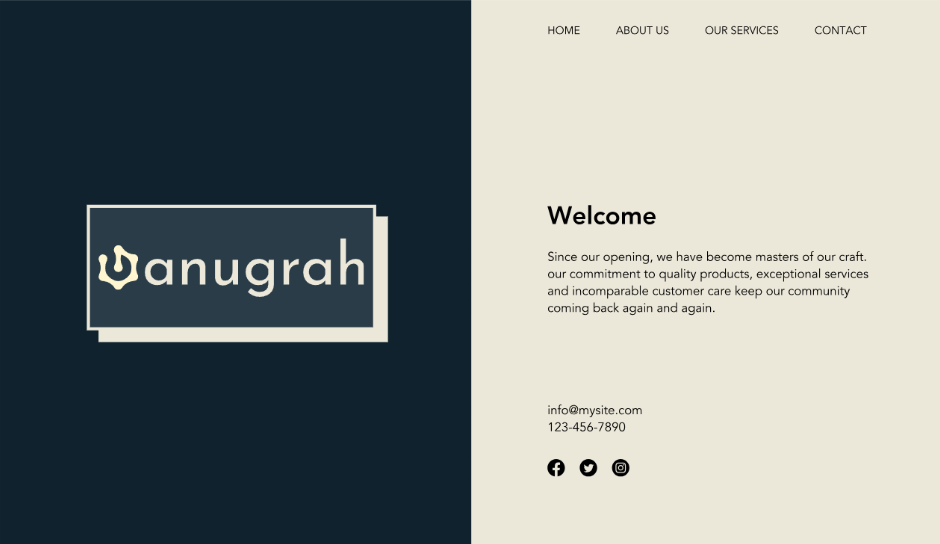 HOME ABOUT US OUR SERVICES CONTACT
anugrah
Welcome
Since our opening, we have become masters of our craft.
our commitment to quality products, exceptional services
and incomparable customer care keep our community
coming back again and again.
info@mysite.com
123-456-7890